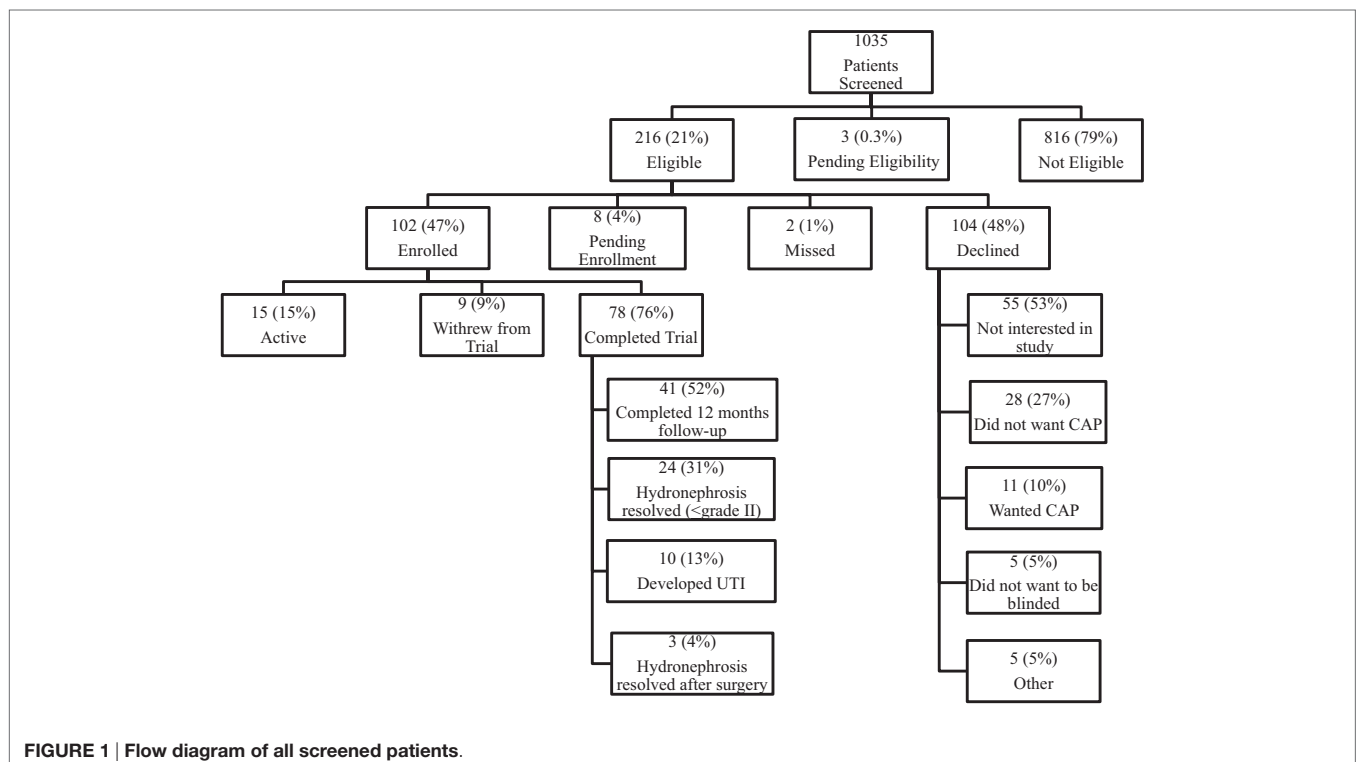 1035
Patients
Screened
216 (21%)
Eligible
3 (0.3%)
Pending Eligibility
816 (79%)
Not Eligible
102 (47%)
Enrolled
8 (4%)
Pending
Enrollment
2 (1%)
Missed
104 (48%)
Declined
15 (15%)
Active
9 (9%)
Withrew from
Trial
78 (76%)
Completed Trial
41 (52%)
Completed 12 months
follow-up
24 (31%)
Hydronephrosis
resolved (<grade II)
10 (13%)
Developed UTI
3 (4%)
Hydronephrosis
resolved after surgery
55 (53%)
Not interested in
study
28 (27%)
Did not want CAP
11 (10%)
Wanted CAP
5 (5%)
Did not want to be
blinded
5 (5%)
Other
FIGURE 1 | Flow diagram of all screened patients.